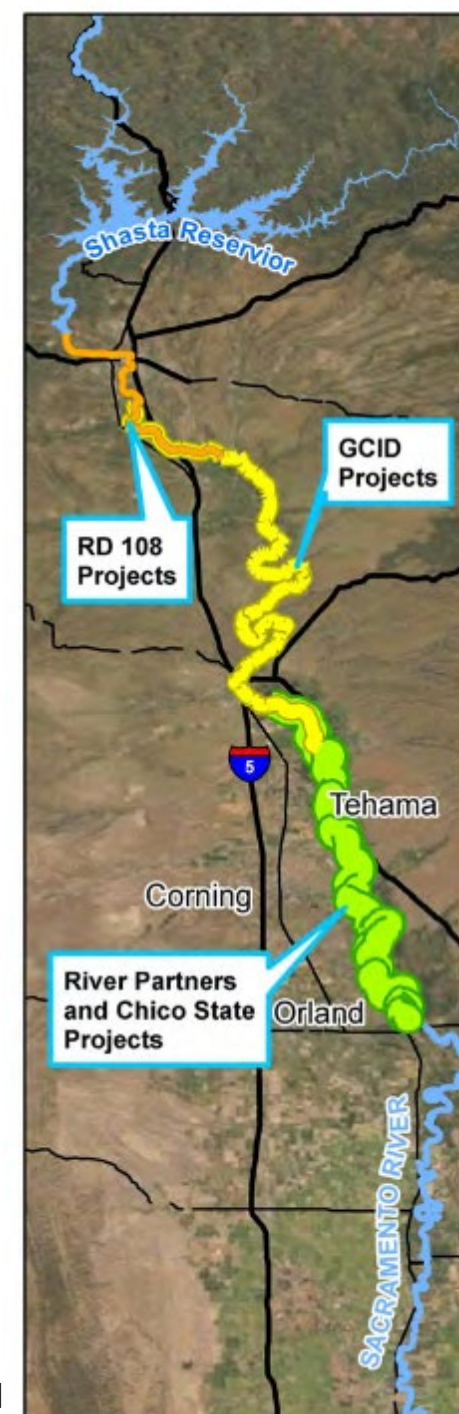 Shasta Reservior
GCID
Projects
RD 108
Projects
5
Tehama
Corning
River Partners
and Chico State
Projects
Orland
SACRAMENTO RIVER